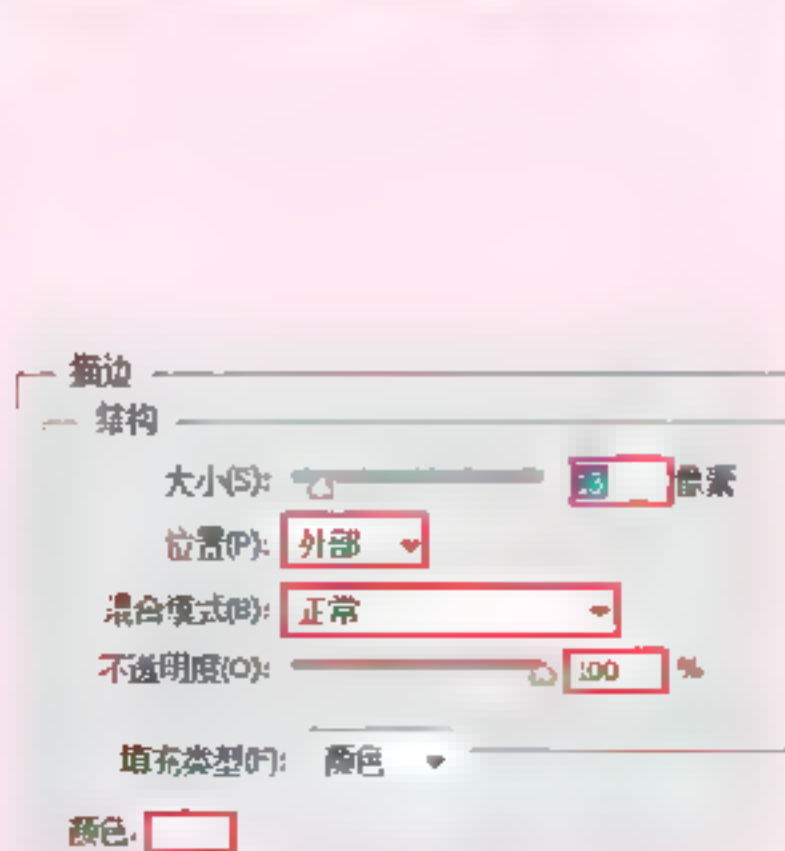 描边
结构
大小(S): 像素
位置(P): 外部
混合模式(B): 正常
不透明度(O): 100 %
填充类型(F): 颜色
颜色: